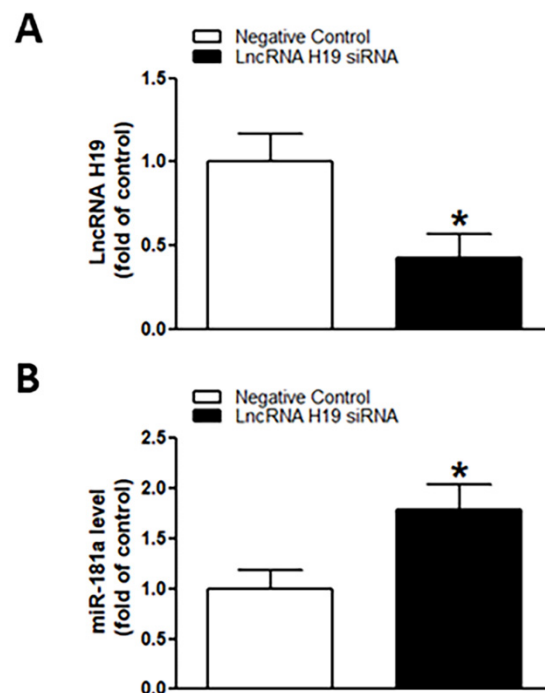 A
Negative Control
LncRNA H19 siRNA
LncRNA H19
(fold of control)
1.5
1.0
0.5
0.0
*
B
Negative Control
LncRNA H19 siRNA
miR-181a level
(fold of control)
2.5
2.0
1.5
1.0
0.5
0.0
*